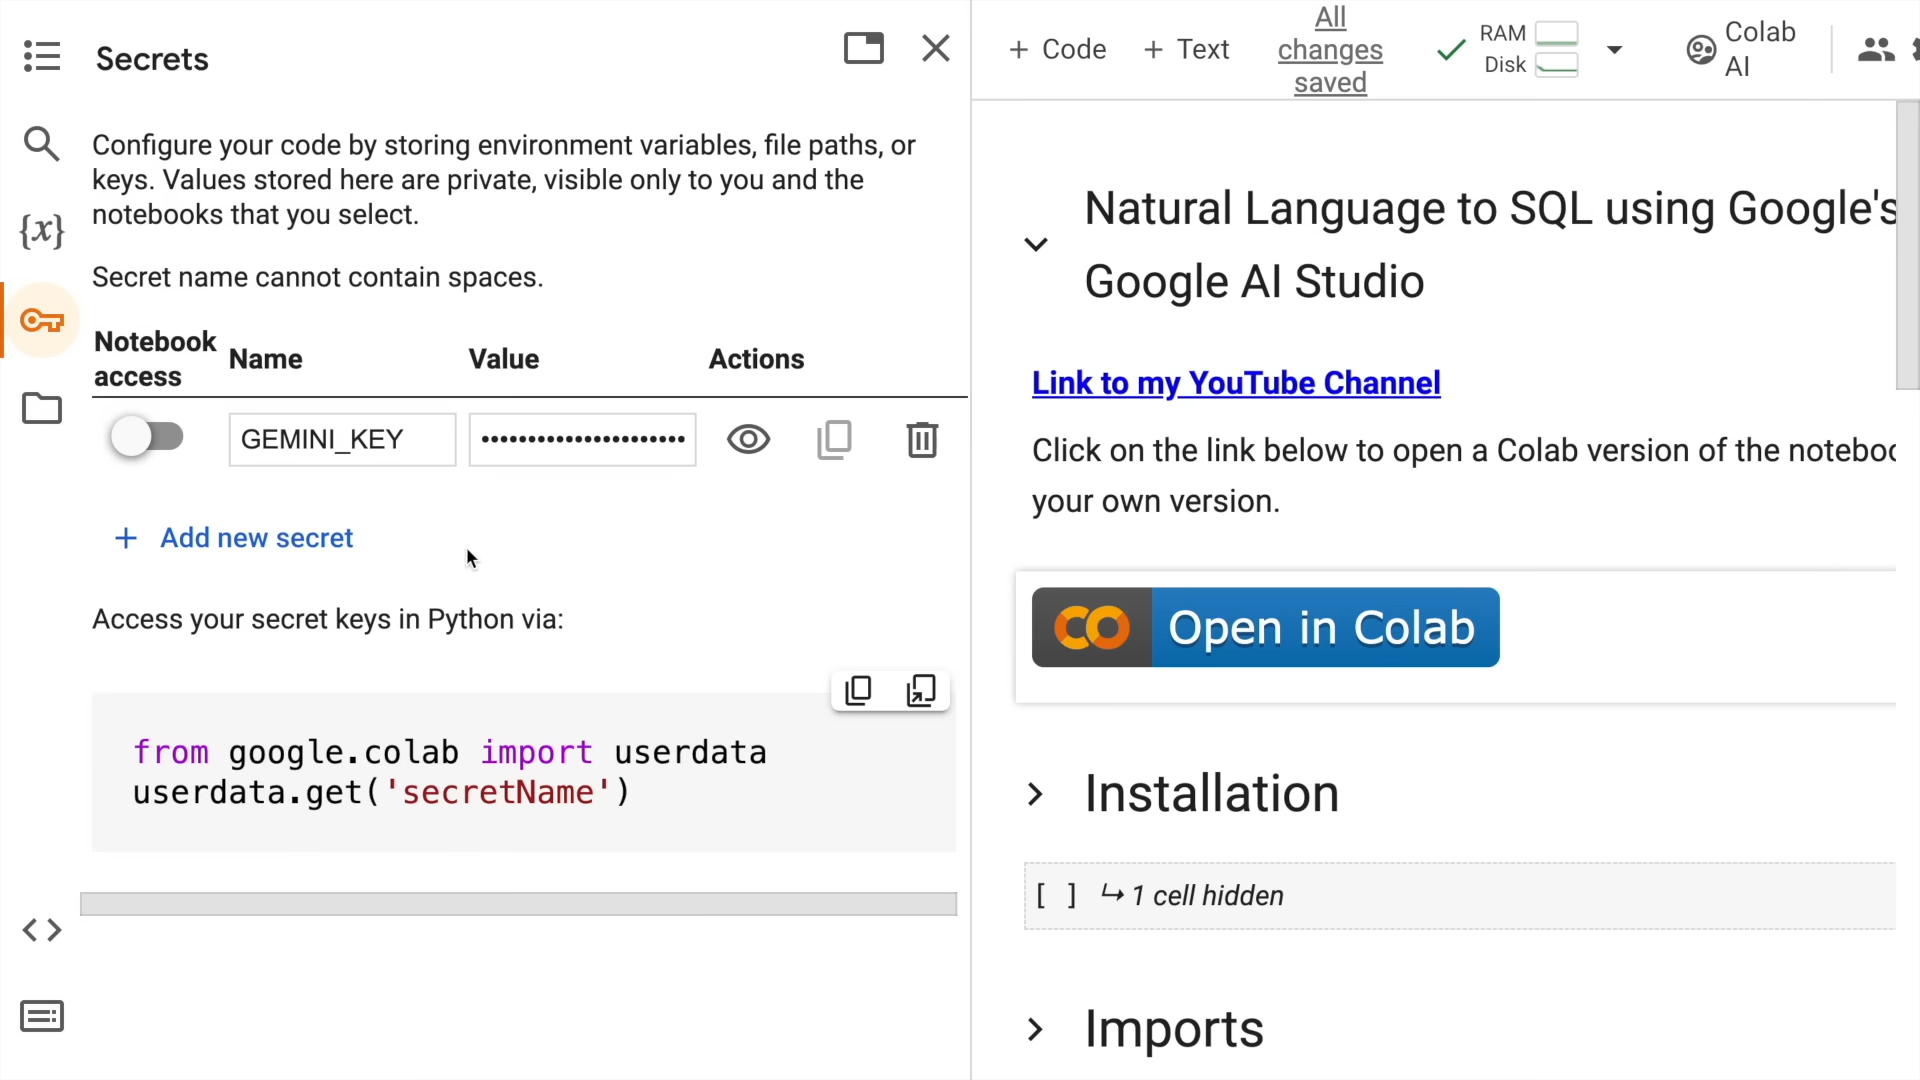 Secrets
Configure your code by storing environment variables, file paths, or
keys. Values stored here are private, visible only to you and the
notebooks that you select.
Secret name cannot contain spaces.
Notebook
access
Name
Value
Actions
GEMINI_KEY
••••••••••••••••••••••
+ Add new secret
Access your secret keys in Python via:
from google.colab import userdata
userdata.get('secretName')
{x}
+ Code
+ Text
All
changes
saved
RAM
Disk
Colab
AI
Natural Language to SQL using Google's
Google AI Studio
Link to my YouTube Channel
Click on the link below to open a Colab version of the
your own version.
Open in Colab
Installation
[ ] ↳ 1 cell hidden
Imports